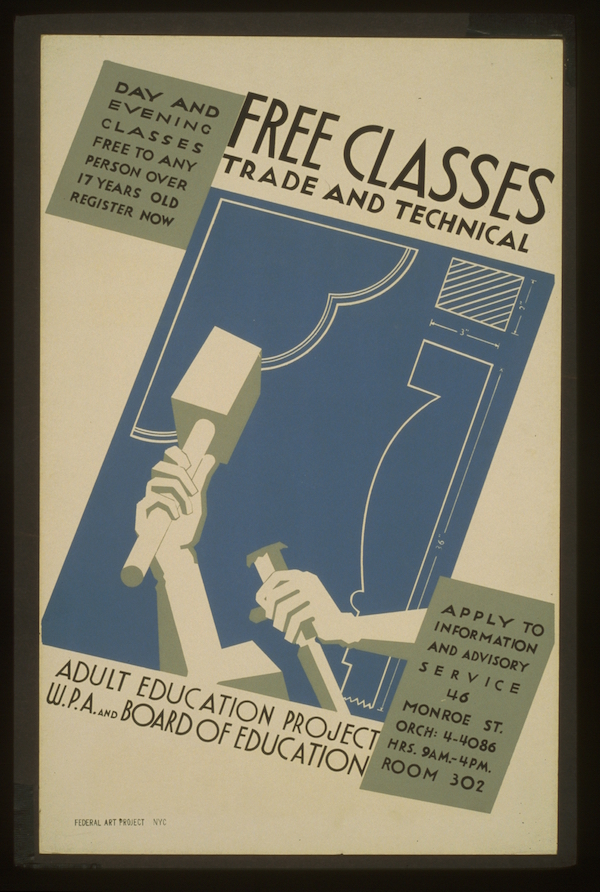 DAY AND
EVENING
CLASSES
FREE TO ANY
PERSON OVER
17 YEARS OLD
REGISTER NOW
FREE CLASSES
TRADE AND TECHNICAL
3"
16"
APPLY TO
INFORMATION
AND ADVISORY
SERVICE
46
MONROE ST.
ORCH: 4-4086
HRS. 9AM.-4PM.
ROOM 302
ADULT EDUCATION PROJECT
W.P.A. AND BOARD OF EDUCATION
FEDERAL ART PROJECT NYC